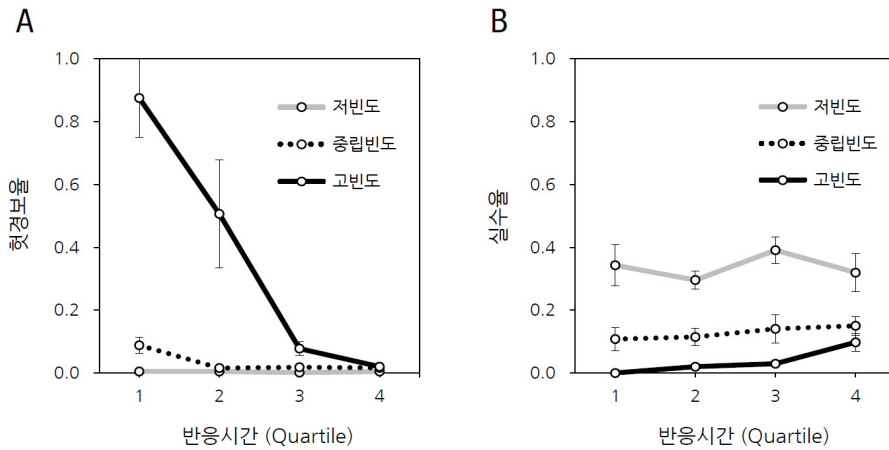 A
헛경보율
1.0
0.8
0.6
0.4
0.2
0.0
저빈도
중립빈도
고빈도
1 2 3 4
반응시간 (Quartile)
B
실수율
1.0
0.8
0.6
0.4
0.2
0.0
저빈도
중립빈도
고빈도
1 2 3 4
반응시간 (Quartile)